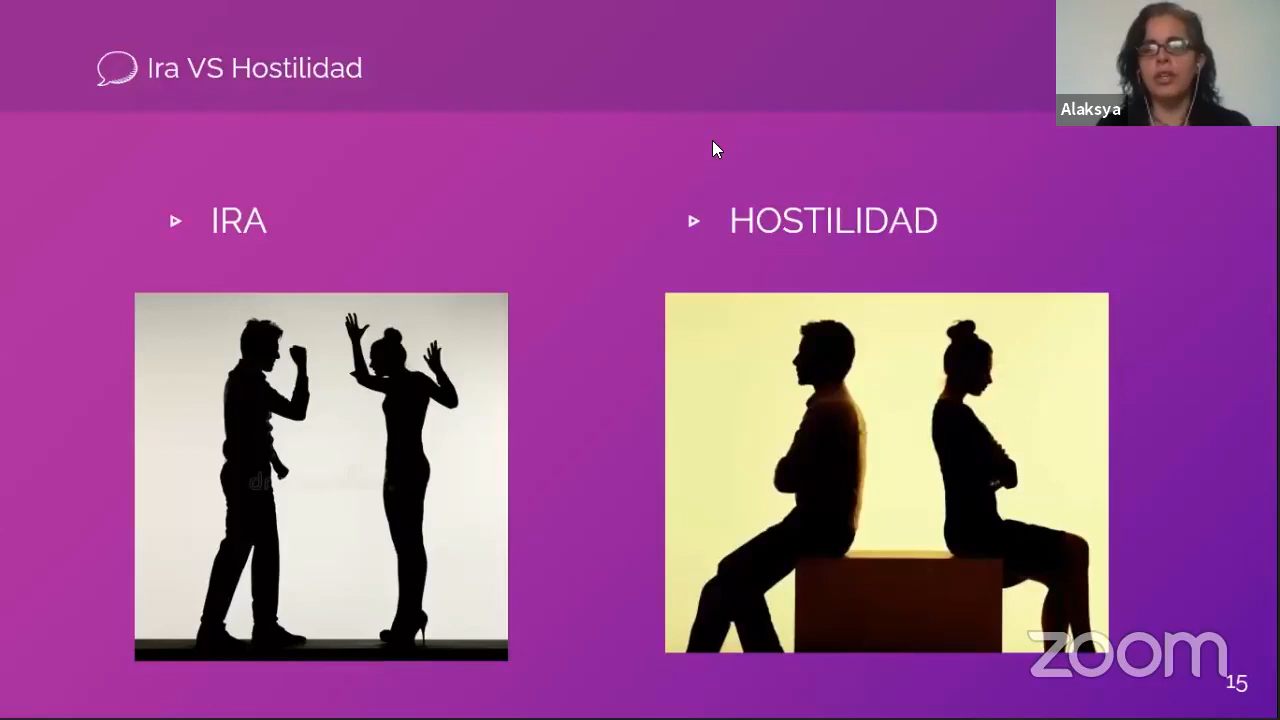 Ira VS Hostilidad
Alaksya
IRA
HOSTILIDAD
zoom
15